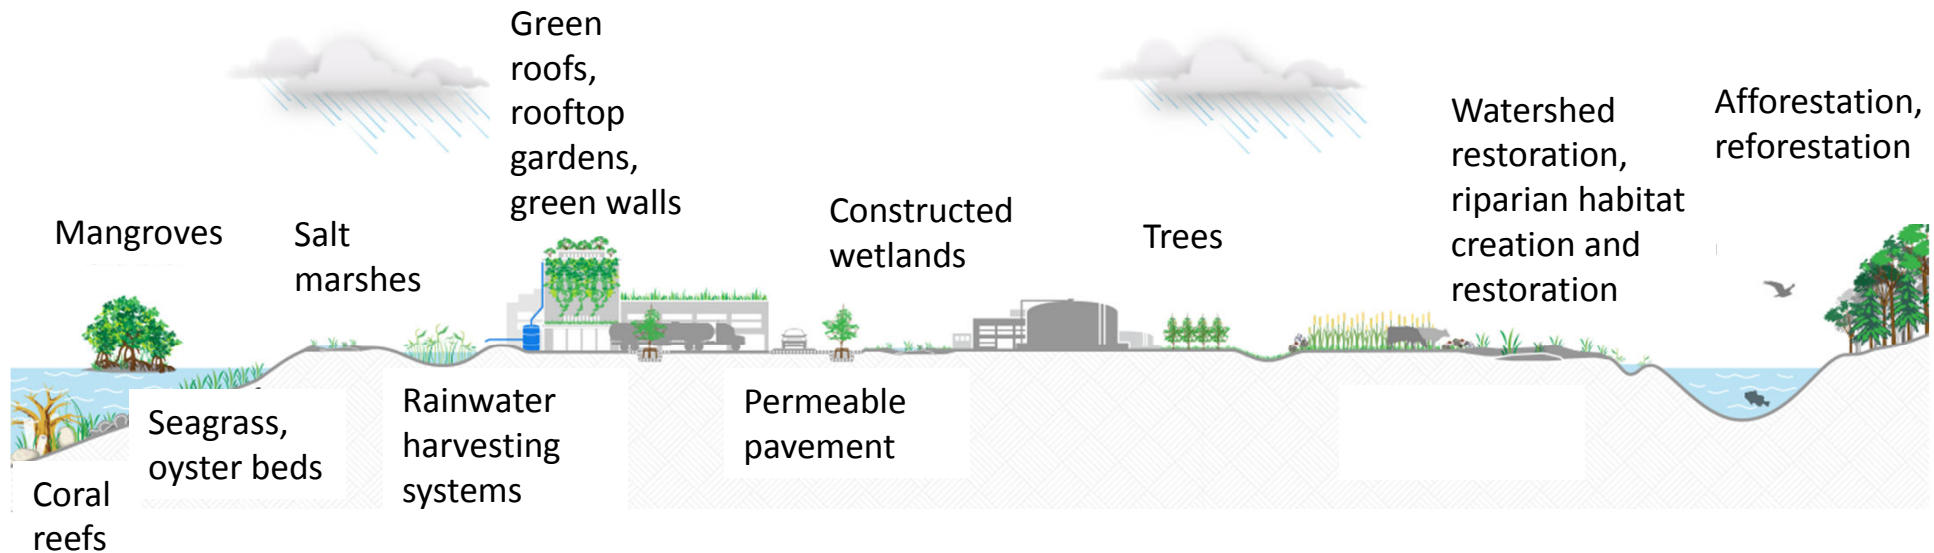 Mangroves
Salt
marshes
Green
roofs,
rooftop
gardens,
green walls
Constructed
wetlands
Trees
Watershed
restoration,
riparian habitat
creation and
restoration
Afforestation,
reforestation
Coral
reefs
Seagrass,
oyster beds
Rainwater
harvesting
systems
Permeable
pavement